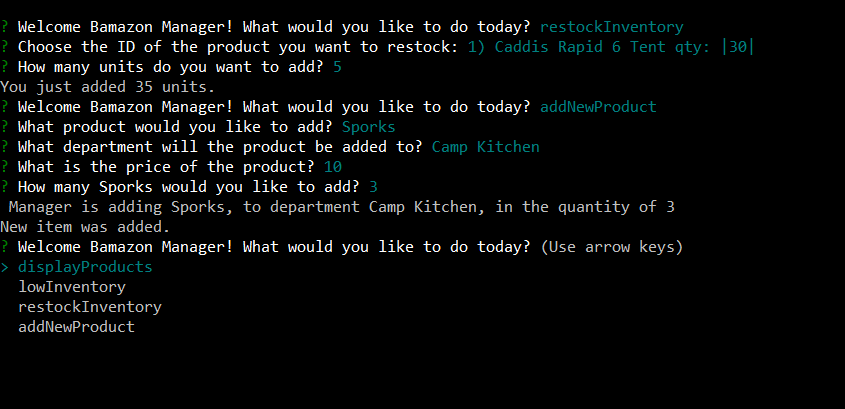 ? Welcome Bamazon Manager! What would you like to do today? restockInventory
? Choose the ID of the product you want to restock: 1) Caddis Rapid 6 Tent qty: |30|
? How many units do you want to add? 5
You just added 35 units.
? Welcome Bamazon Manager! What would you like to do today? addNewProduct
? What product would you like to add? Sporks
? What department will the product be added to? Camp Kitchen
? What is the price of the product? 10
? How many Sporks would you like to add? 3
 Manager is adding Sporks, to department Camp Kitchen, in the quantity of 3
New item was added.
? Welcome Bamazon Manager! What would you like to do today? (Use arrow keys)
> displayProducts
  lowInventory
  restockInventory
  addNewProduct